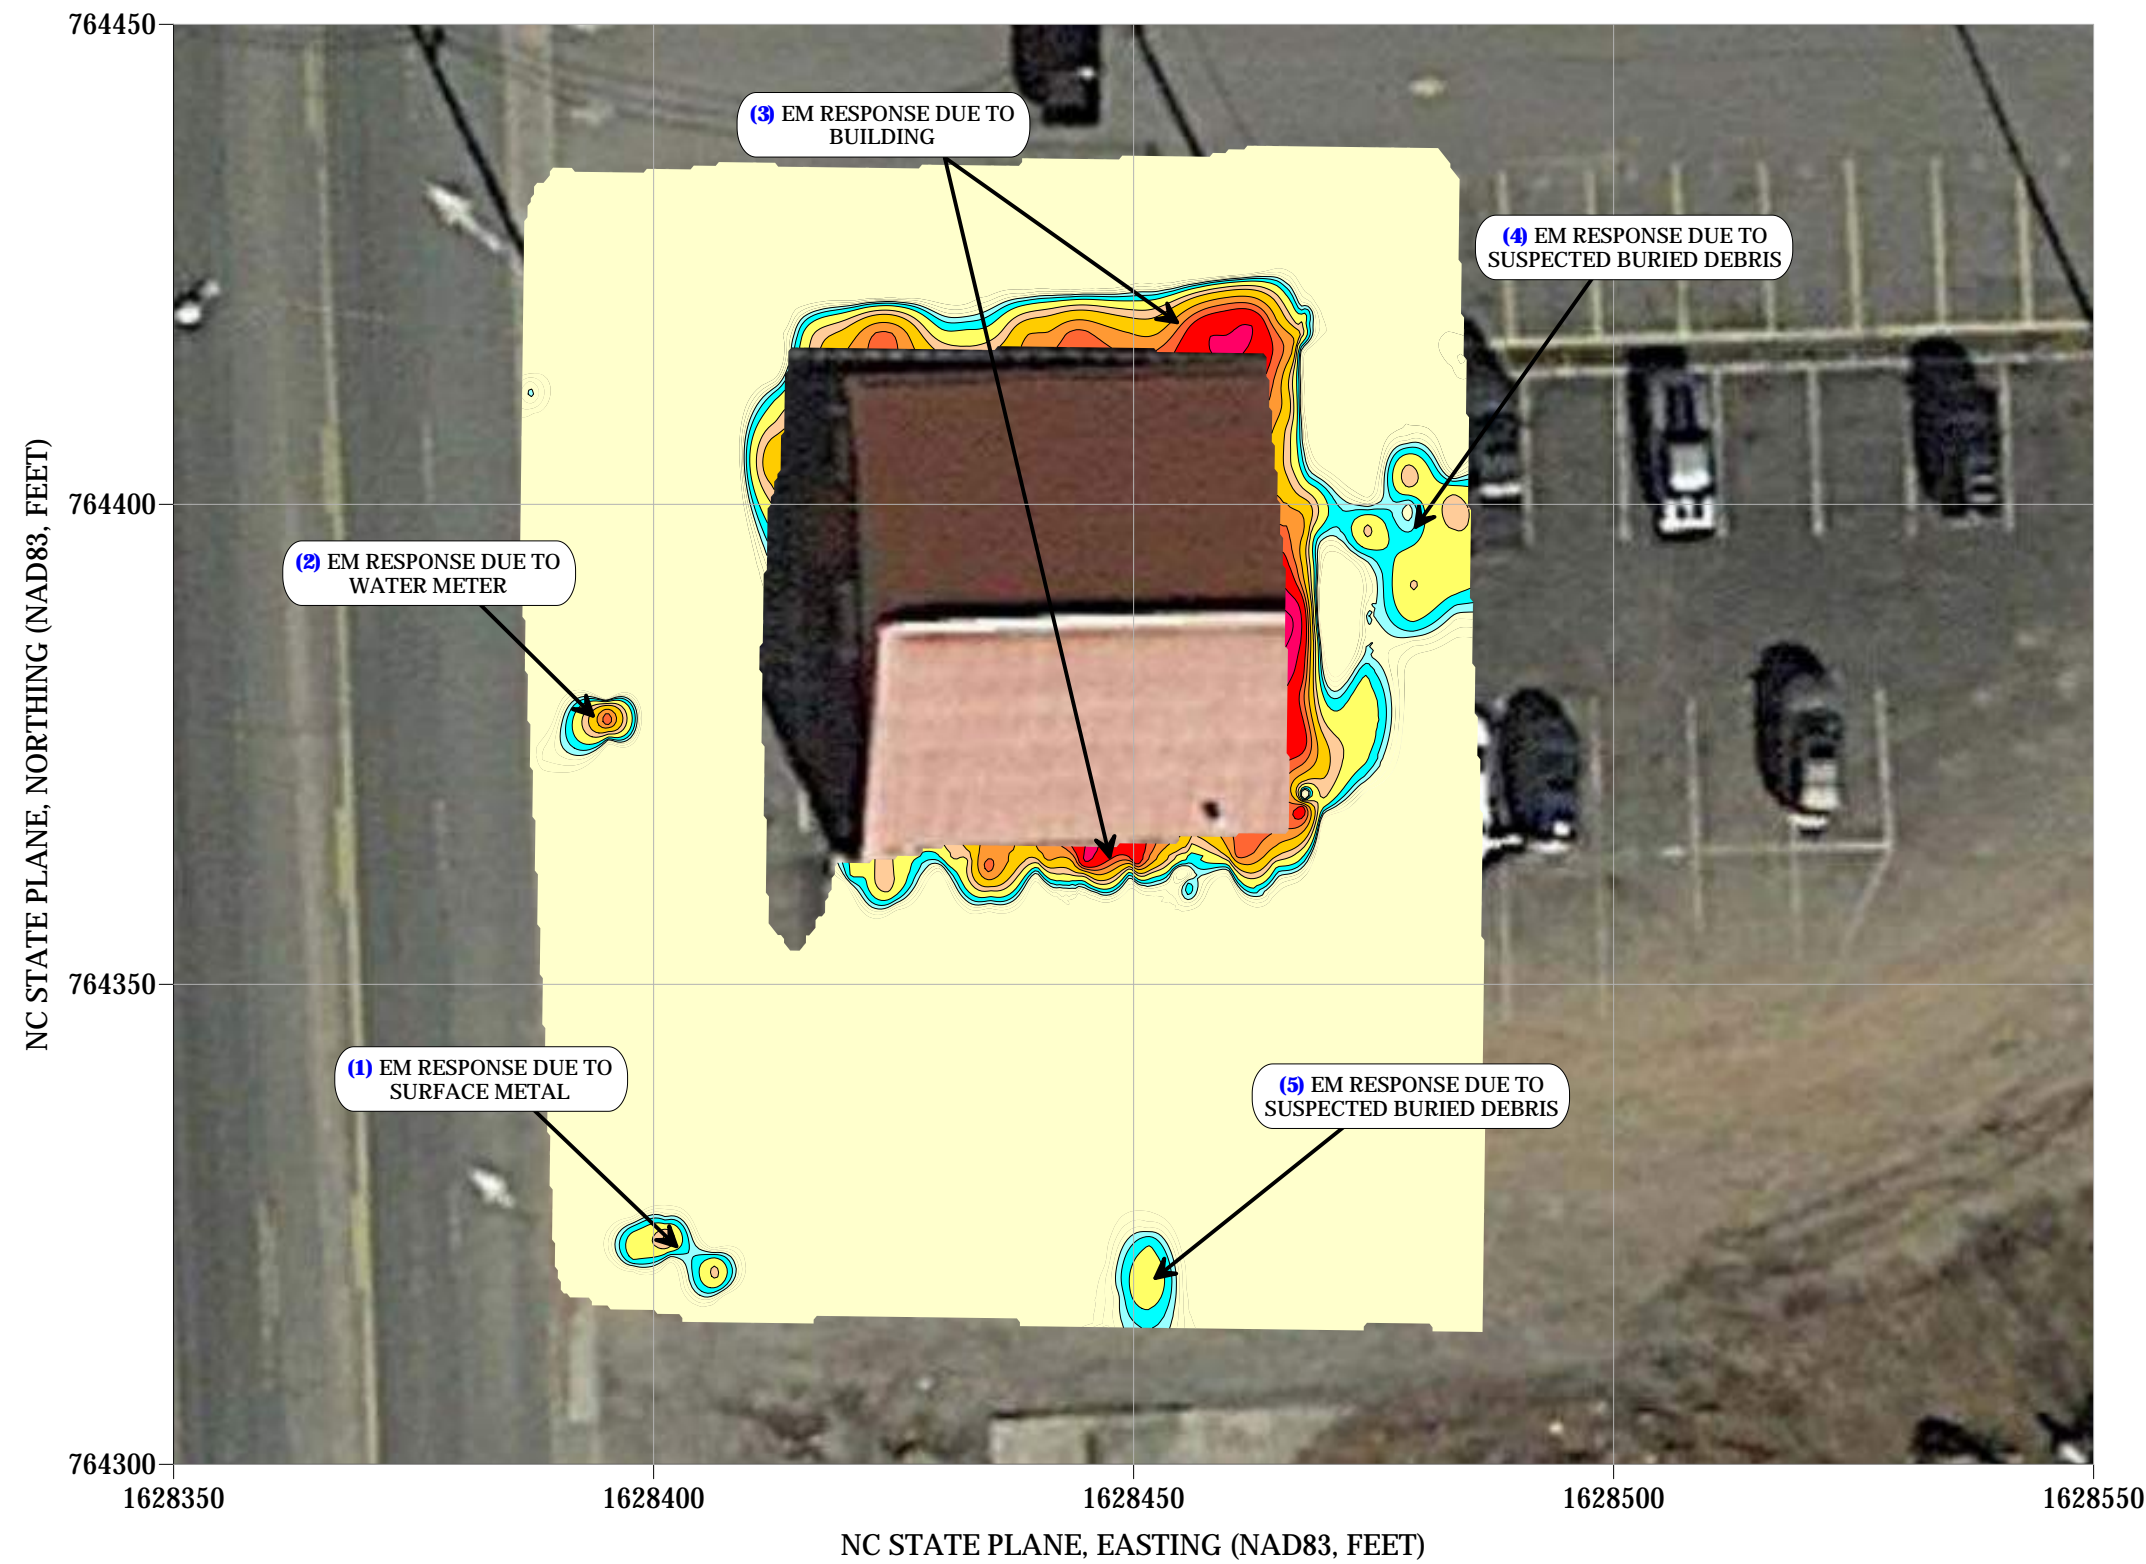 764450
(3) EM RESPONSE DUE TO
BUILDING
(4) EM RESPONSE DUE TO
SUSPECTED BURIED DEBRIS
764400
(2) EM RESPONSE DUE TO
WATER METER
NC STATE PLANE, NORTHING (NAD83, FEET)
764350
(1) EM RESPONSE DUE TO
SURFACE METAL
(5) EM RESPONSE DUE TO
SUSPECTED BURIED DEBRIS
764300
1628350 1628400 1628450 1628500 1628550
NC STATE PLANE, EASTING (NAD83, FEET)